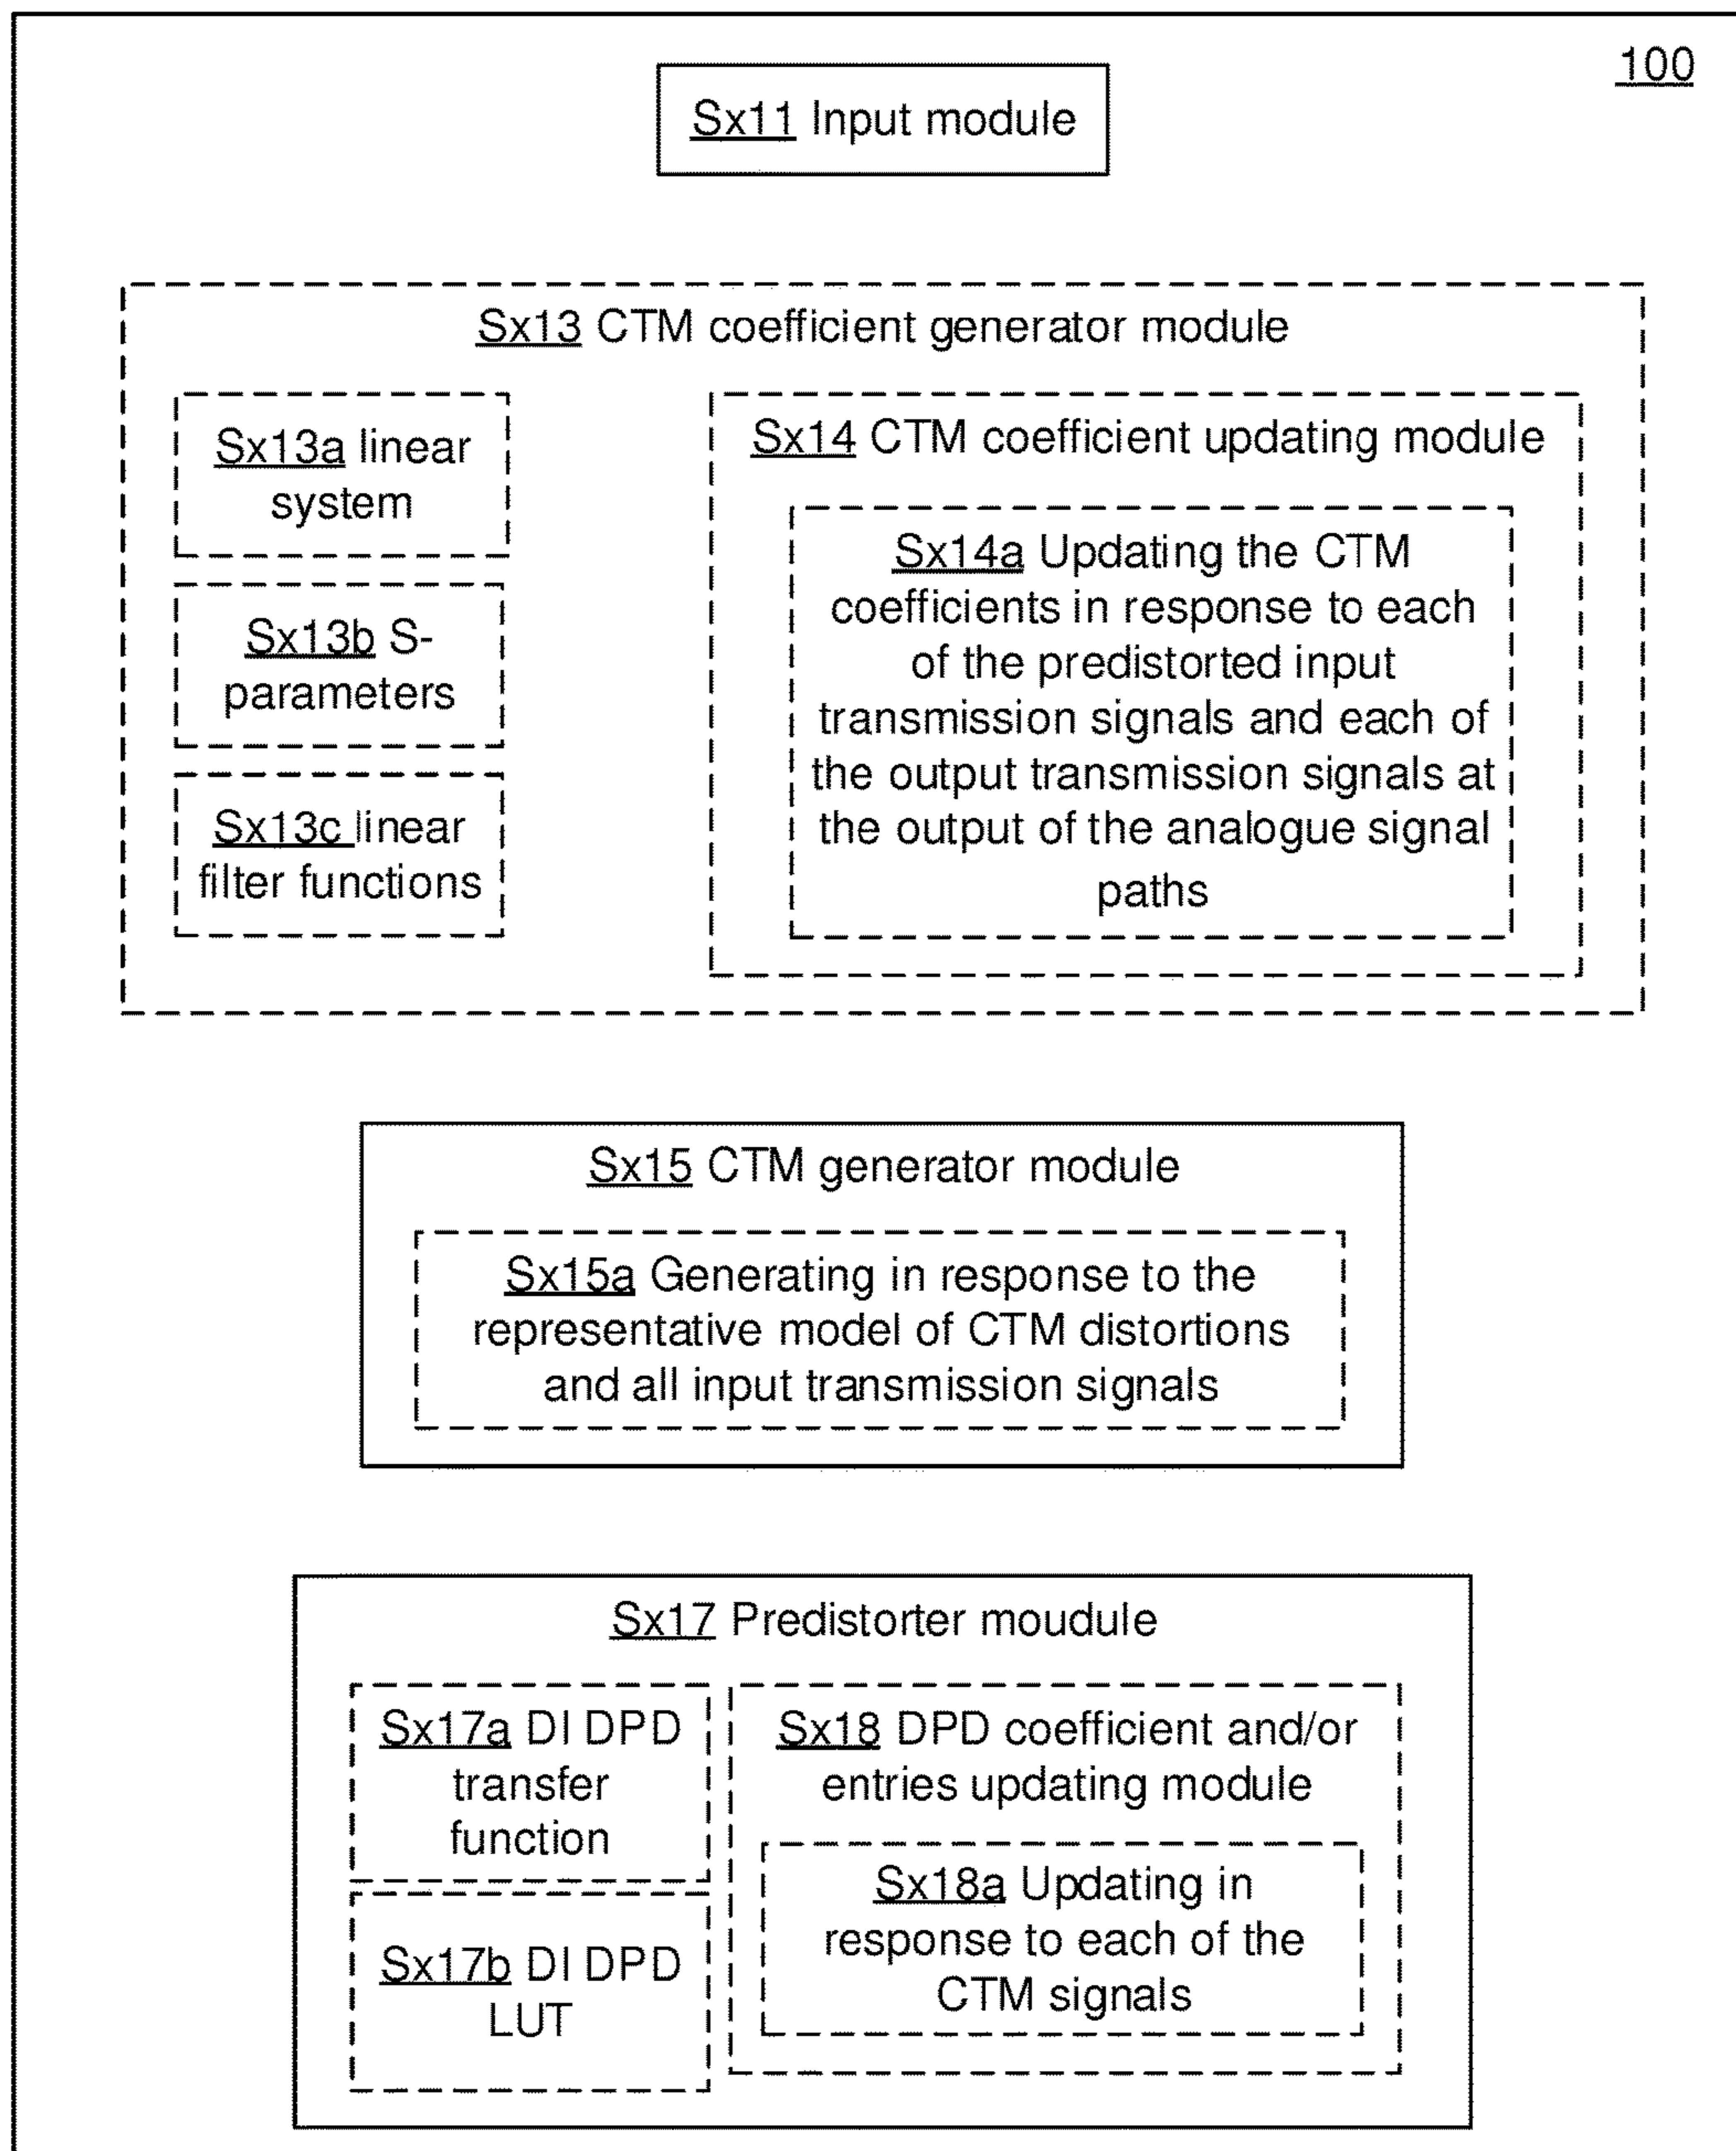 100
Sx11 Input module
Sx13 CTM coefficient generator module
Sx13a linear
system
Sx13b S-
parameters
Sx13c linear
filter functions
Sx14 CTM coefficient updating module
Sx14a Updating the CTM
coefficients in response to each
of the predistorted input
transmission signals and each of
the output transmission signals at
the output of the analogue signal
paths
Sx15 CTM generator module
Sx15a Generating in response to the
representative model of CTM distortions
and all input transmission signals
Sx17 Predistorter moudule
Sx17a DI DPD
transfer
function
Sx17b DI DPD
LUT
Sx18 DPD coefficient and/or
entries updating module
Sx18a Updating in
response to each of the
CTM signals